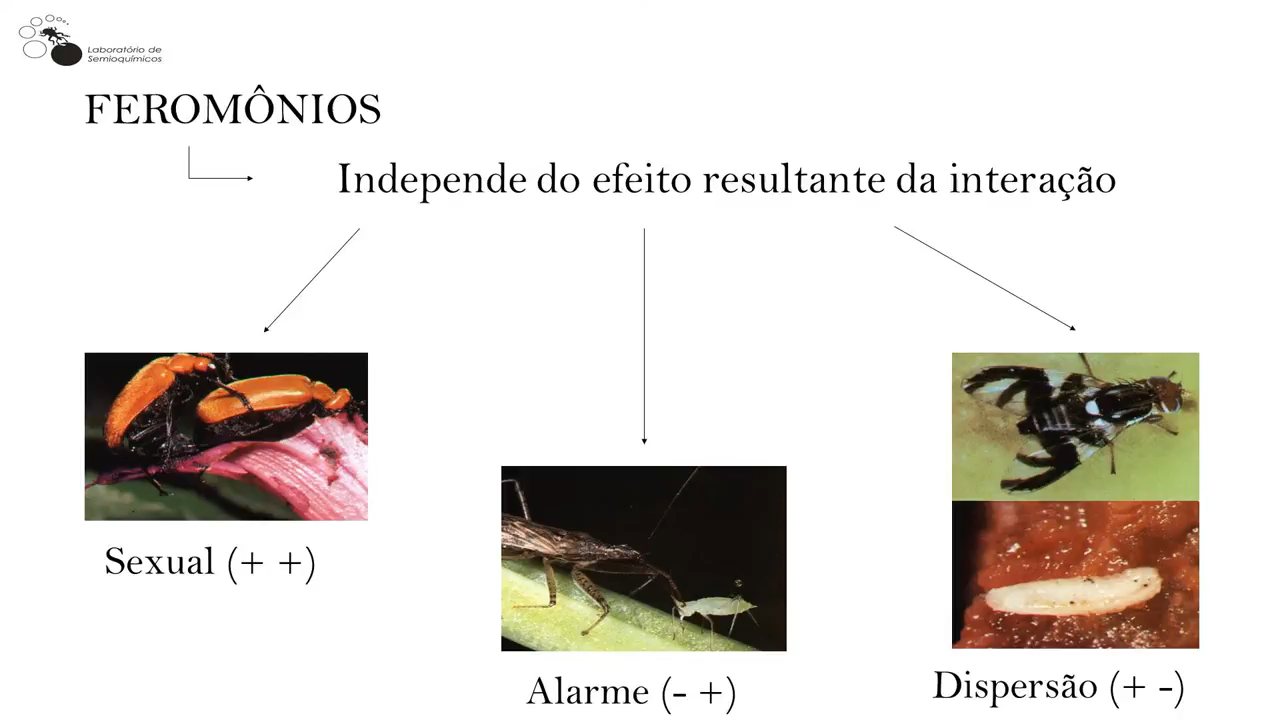 Laboratório de
Semioquímicos
FEROMÔNIOS
Independe do efeito resultante da interação
Sexual (+ +)
Alarme (- +)
Dispersão (+ -)